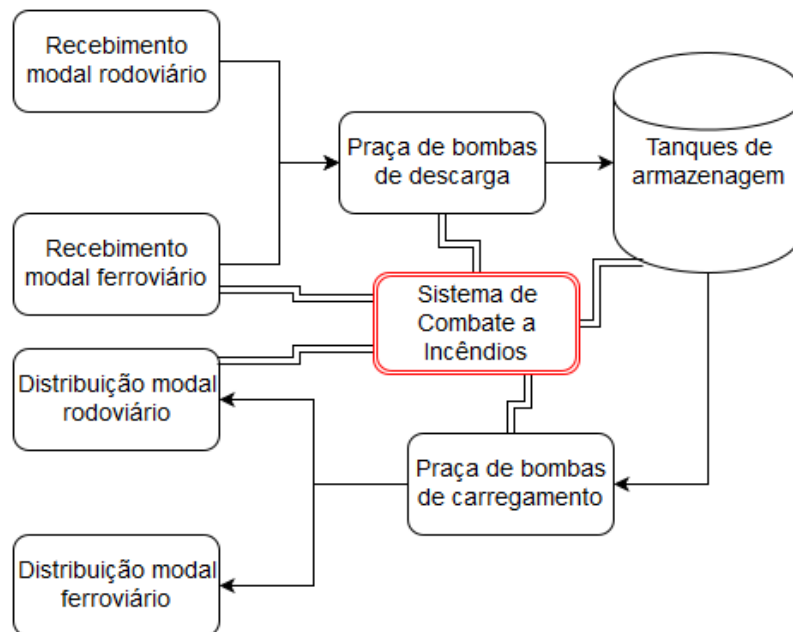 Recebimento
modal rodoviário
Praça de bombas
de descarga
Tanques de
armazenagem
Recebimento
modal ferroviário
Sistema de
Combate a
Incêndios
Distribuição modal
rodoviário
Praça de bombas
de carregamento
Distribuição modal
ferroviário